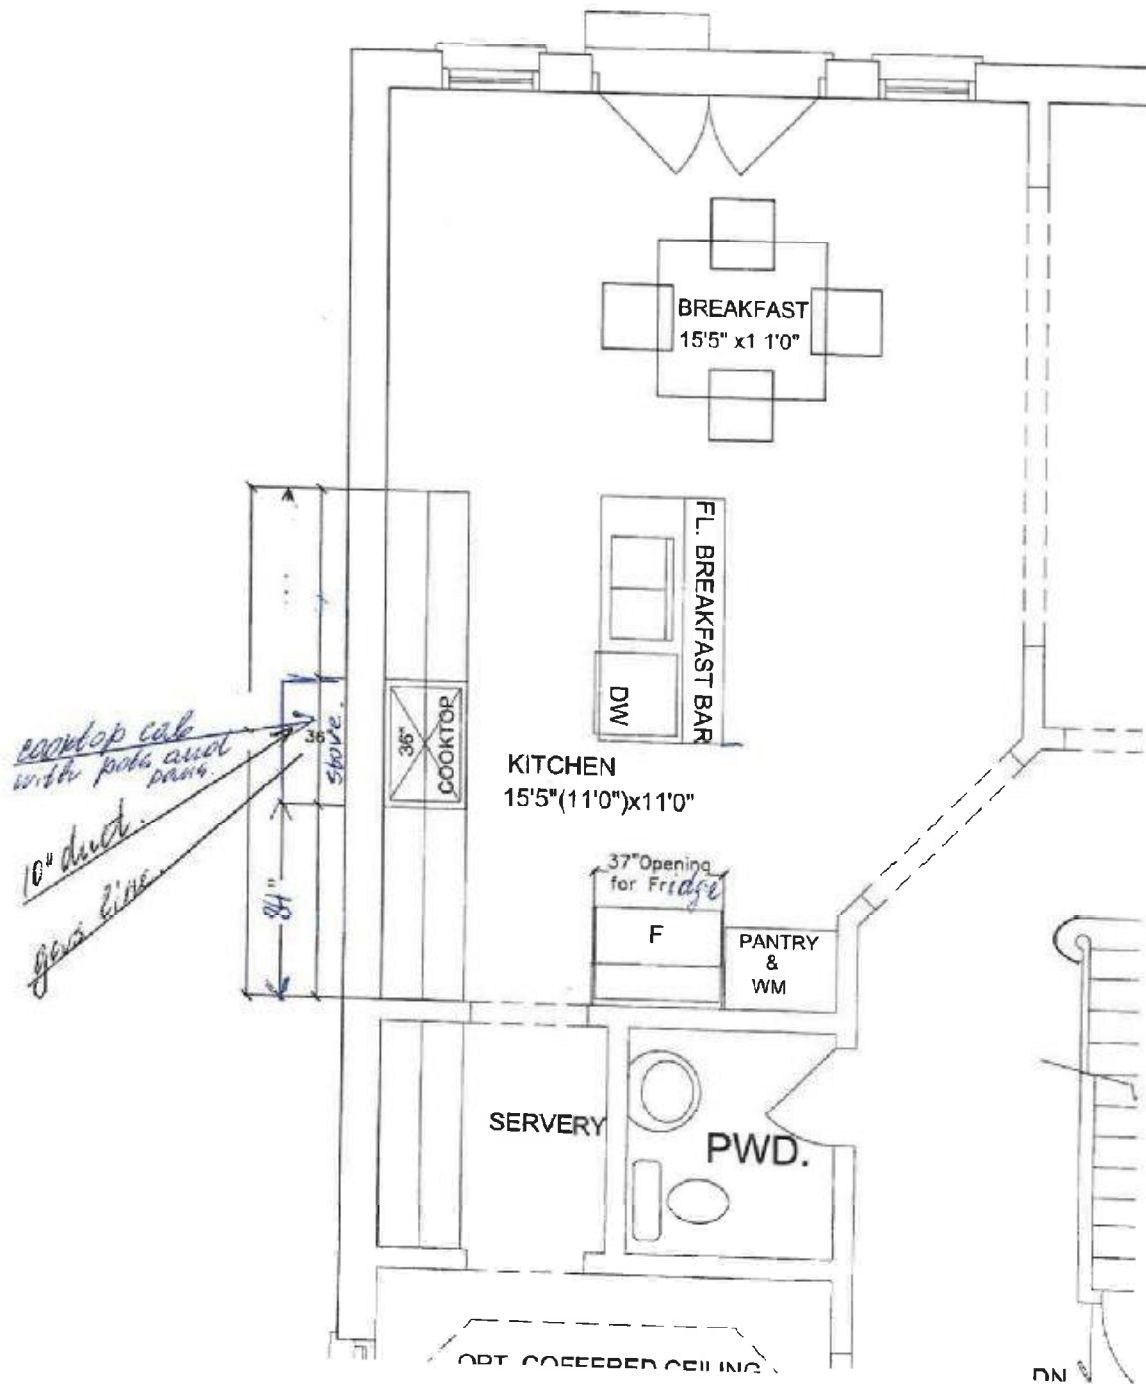 BREAKFAST
15'5" x1 1'0"
FL. BREAKFAST BAR
DW
36"
COOKTOP
36
stove.
cooktop cab
with pots and
pans.
10" duct.
gas line.
84"
KITCHEN
15'5"(11'0")x11'0"
37"Opening
for Fridge
F
PANTRY
&
WM
SERVERY
PWD.
OPT. COFFERED CEILING
DN